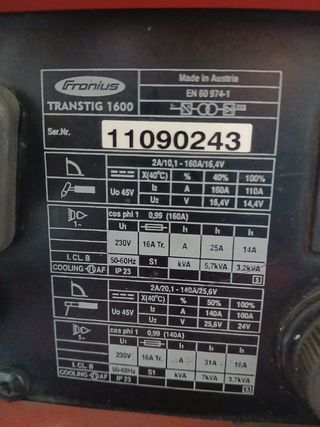 Fronius
Made in Austria
TRANSTIG 1600
EN 60 974-1
Ser.Nr. 11090243
2A/10,1 - 160A/16,4V
X(40°C) % 40% 100%
Uo 45V I2 A 160A 110A
U2 V 16,4V 14,4V
1~ cos phi 1 0,99 (160A)
U1 I1 I1 I1
230V 16A Tr. A 25A 14A
I. CL. B 50-60Hz S1 kVA 5,7kVA 3,2kVA
COOLING AF IP 23 S
2A/20,1 - 140A/25,6V
X(40°C) % 50% 100%
Uo 45V I2 A 140A 100A
U2 V 25,6V 24V
1~ cos phi 1 0,99 (140A)
U1 I1 I1
230V 16A Tr. A 31A 16A
I. CL. B 50-60Hz S1 kVA 7kVA 3,7kVA
COOLING AF IP 23 S